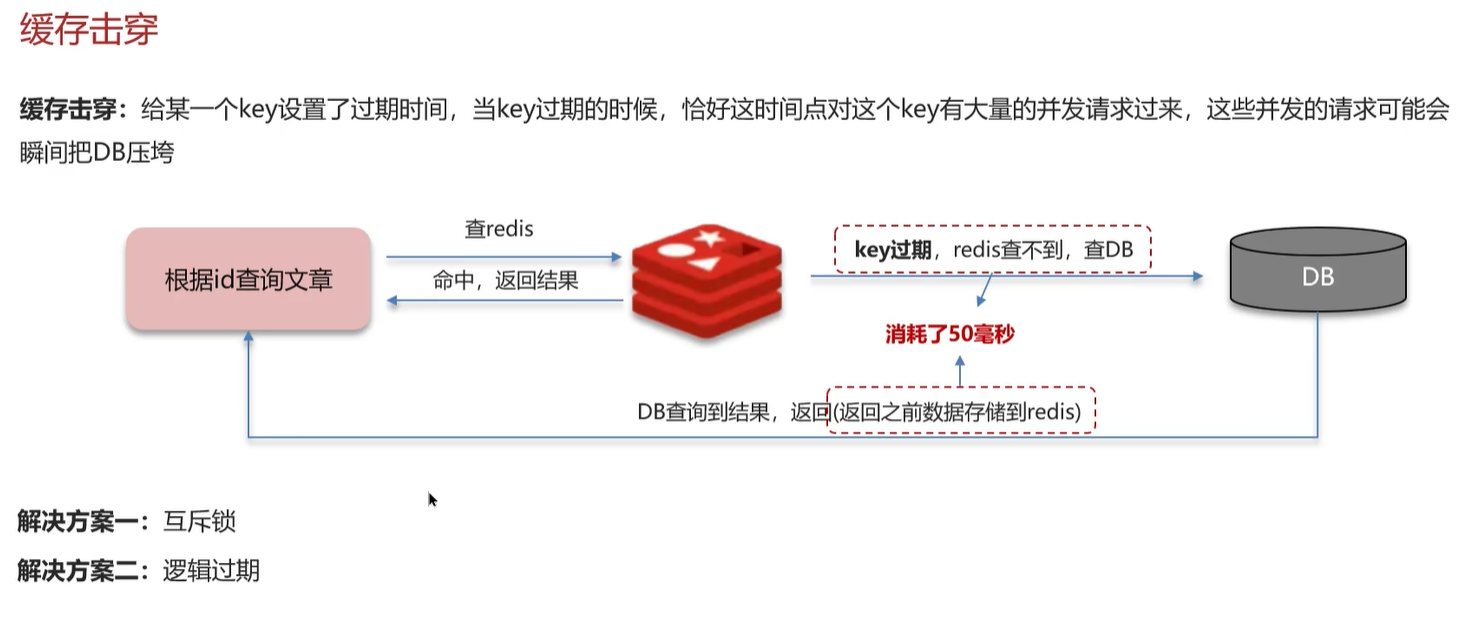 缓存击穿
缓存击穿：给某一个key设置了过期时间，当key过期的时候，恰好这时间点对这个key有大量的并发请求过来，这些并发的请求可能会
瞬间把DB压垮
根据id查询文章
查redis
命中，返回结果
key过期，redis查不到，查DB
DB
消耗了50毫秒
DB查询到结果，返回(返回之前数据存储到redis)
解决方案一：互斥锁
解决方案二：逻辑过期